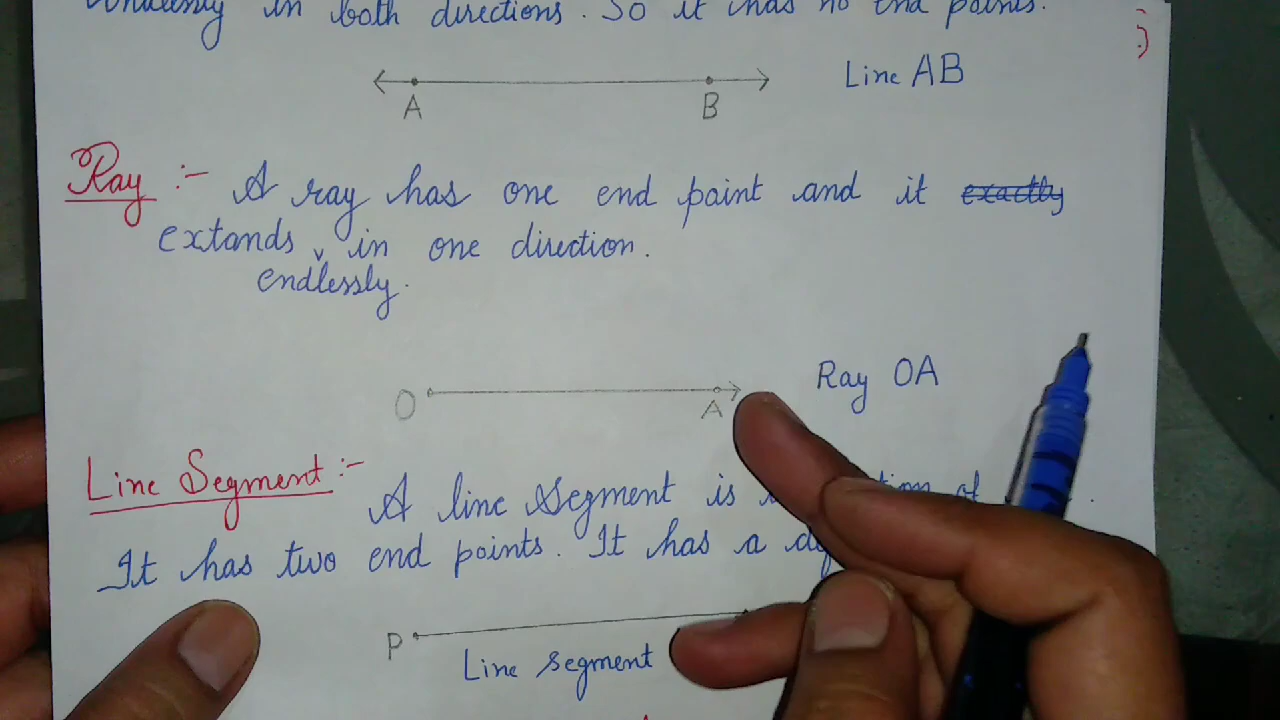 in both directions. So it has no end points.
A B Line AB
Ray :- A ray has one end point and it exactly
extands in one direction.
endlessly.
O A Ray OA
Line Segment :- A line segment is of
It has two end points. It has a
P
Line segment